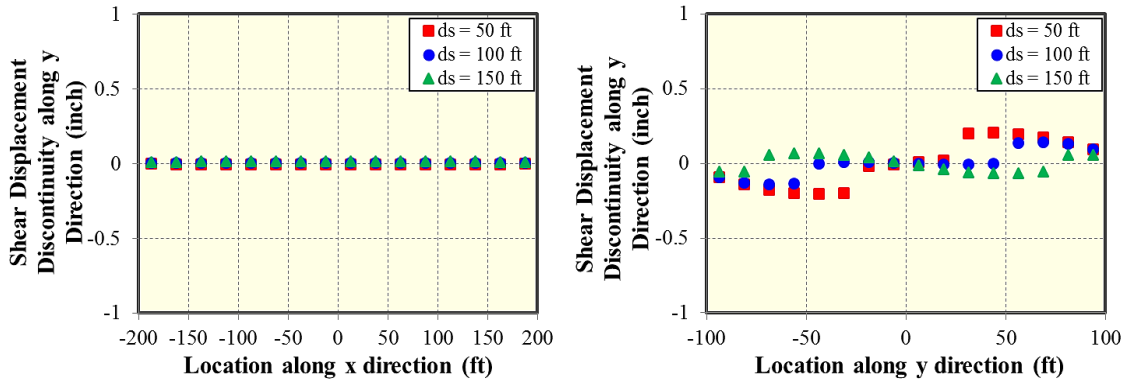 Shear Displacement
Discontinuity along y
Direction (inch)
1
0.5
0
-0.5
-1
ds = 50 ft
ds = 100 ft
ds = 150 ft
-200 -150 -100 -50 0 50 100 150 200
Location along x direction (ft)
Shear Displacement
Discontinuity along y
Direction (inch)
1
0.5
0
-0.5
-1
ds = 50 ft
ds = 100 ft
ds = 150 ft
-100 -50 0 50 100
Location along y direction (ft)